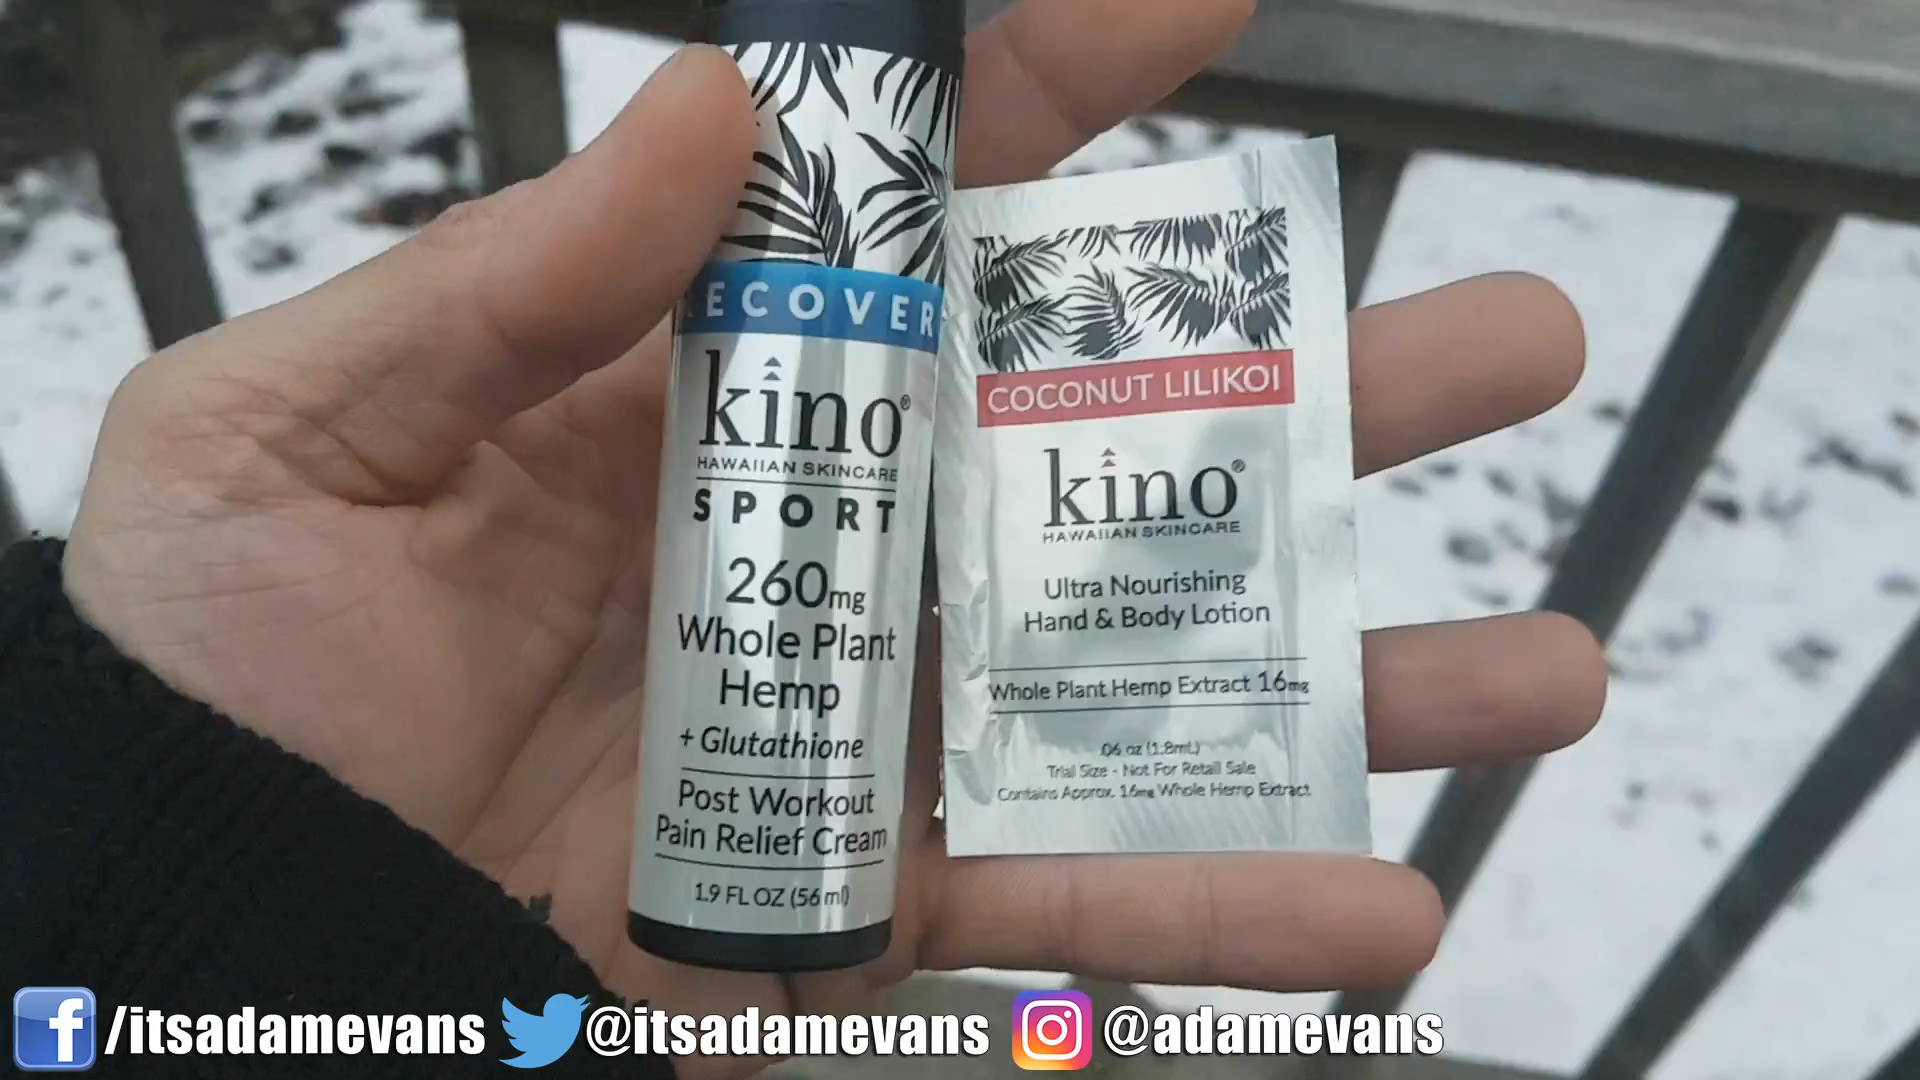 RECOVER
kino®
HAWAIIAN SKINCARE
SPORT
260mg
Whole Plant
Hemp
+ Glutathione
Post Workout
Pain Relief Cream
1.9 FL OZ (56 ml)
COCONUT LILIKOI
kino®
HAWAIIAN SKINCARE
Ultra Nourishing
Hand & Body Lotion
Whole Plant Hemp Extract 16mg
.06 oz (1.8mL)
Trial Size - Not For Retail Sale
Contains Approx. 16mg Whole Hemp Extract
/itsadamevans @itsadamevans @adamevans